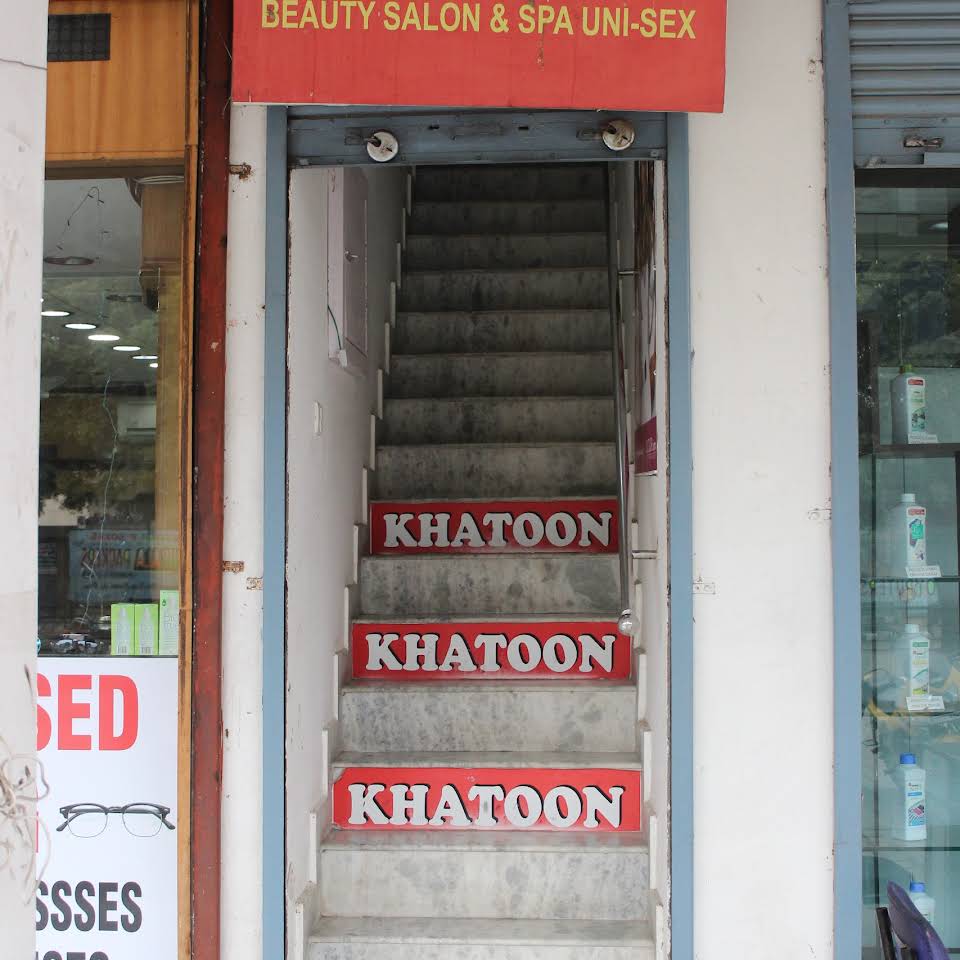 BEAUTY SALON & SPA UNI-SEX
KHATOON
KHATOON
KHATOON
SED
SSSES